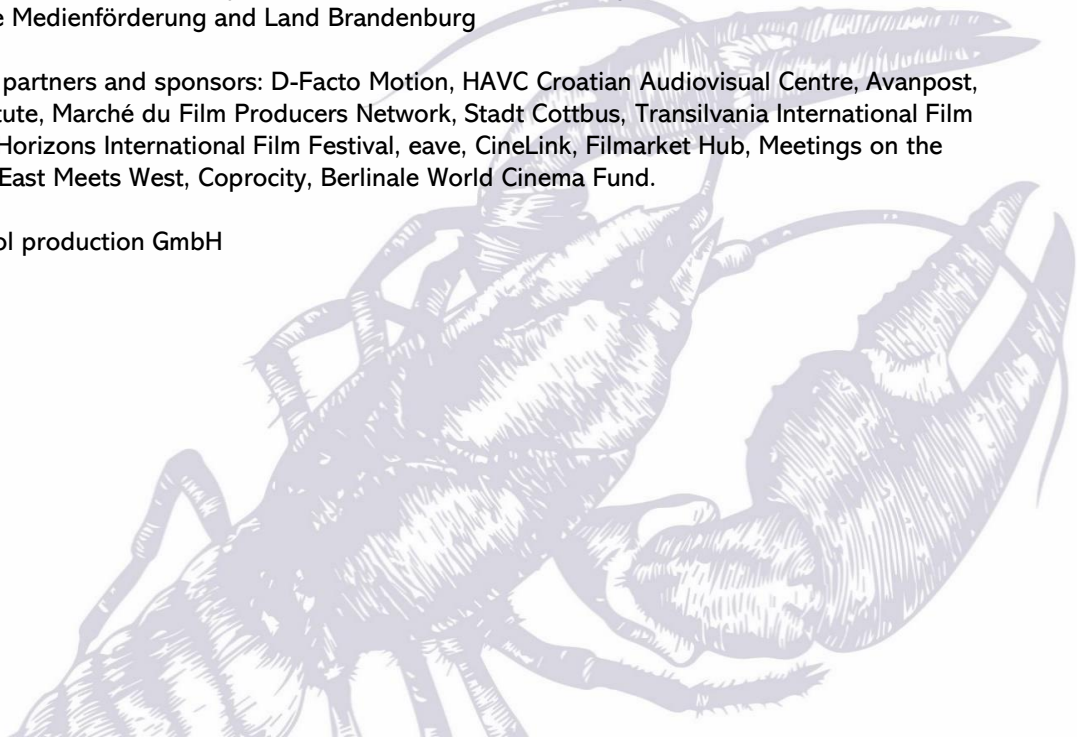 e Medienförderung and Land Brandenburg
partners and sponsors: D-Facto Motion, HAVC Croatian Audiovisual Centre, Avanpost,
tute, Marché du Film Producers Network, Stadt Cottbus, Transilvania International Film
Horizons International Film Festival, eave, CineLink, Filmarket Hub, Meetings on the
East Meets West, Coprocity, Berlinale World Cinema Fund.
ol production GmbH